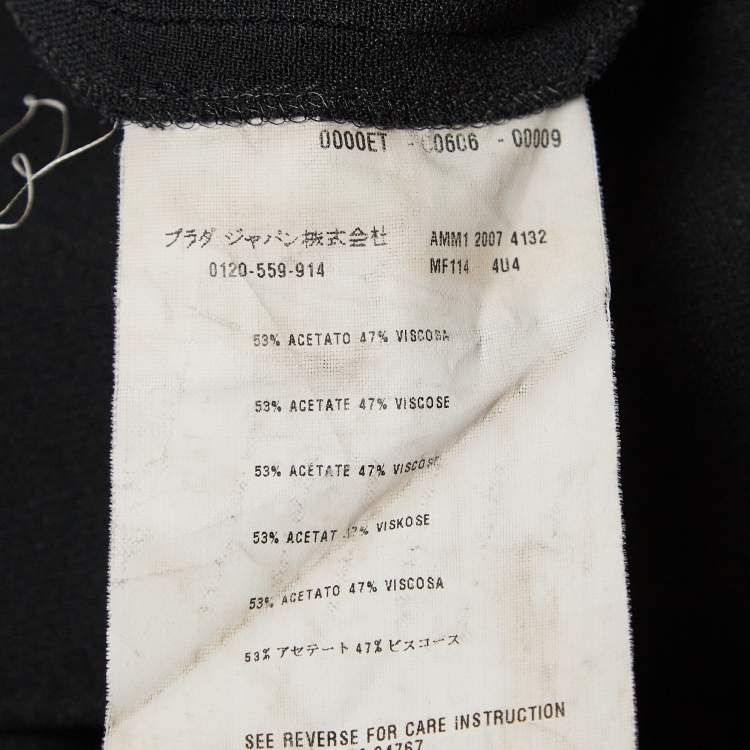 0000ET - C0606 - 00009
プラダ ジャパン株式会社 AMM1 2007 4132
0120-559-914 MF114 4U4
53% ACETATO 47% VISCOSA
53% ACETATE 47% VISCOSE
53% ACÉTATE 47% VISCOSE
53% ACETAT 47% VISKOSE
53% ACETATO 47% VISCOSA
53% アセテート 47% ビスコース
SEE REVERSE FOR CARE INSTRUCTION